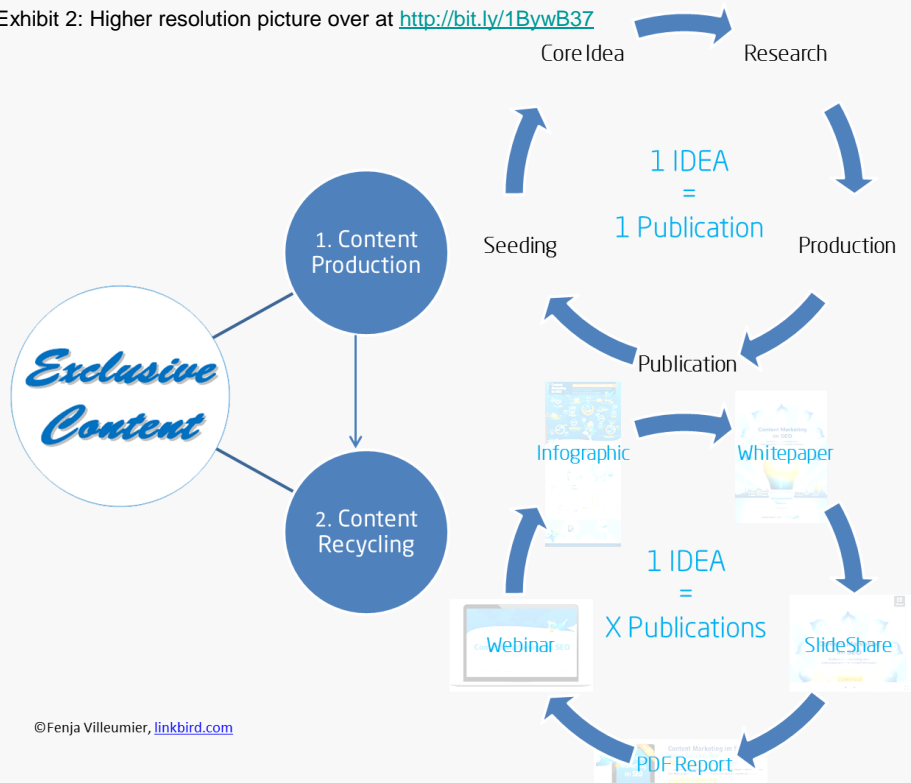 Exhibit 2: Higher resolution picture over at http://bit.ly/1BywB37
Core Idea
Research
1 IDEA
=
1 Publication
Seeding
Production
Publication
1. Content
Production
Exclusive
Content
2. Content
Recycling
Infographic
Content Marketing
Whitepaper
1 IDEA
=
X Publications
Webinar
SlideShare
PDF Report
©Fenja Villeumier, linkbird.com